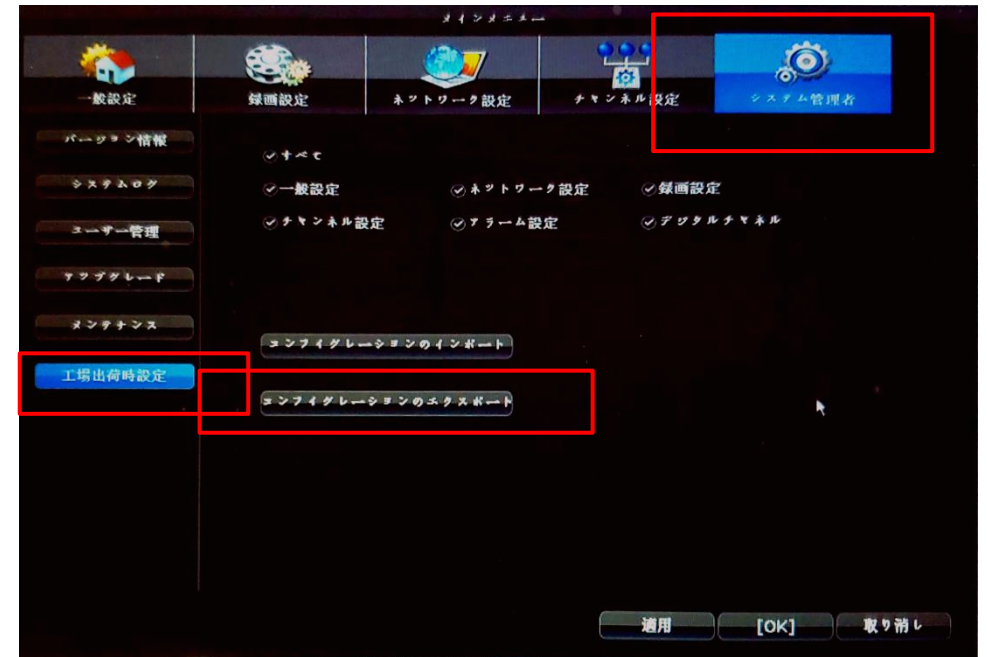 メインメニュー
一般設定 録画設定 ネットワーク設定 チャンネル設定 システム管理者
バージョン情報
システムログ
ユーザー管理
アップグレード
メンテナンス
工場出荷時設定
すべて
一般設定 ネットワーク設定 録画設定
チャンネル設定 アラーム設定 デジタルチャネル
コンフイグレーションのインポート
コンフイグレーションのエクスポート
適用 [OK] 取り消し